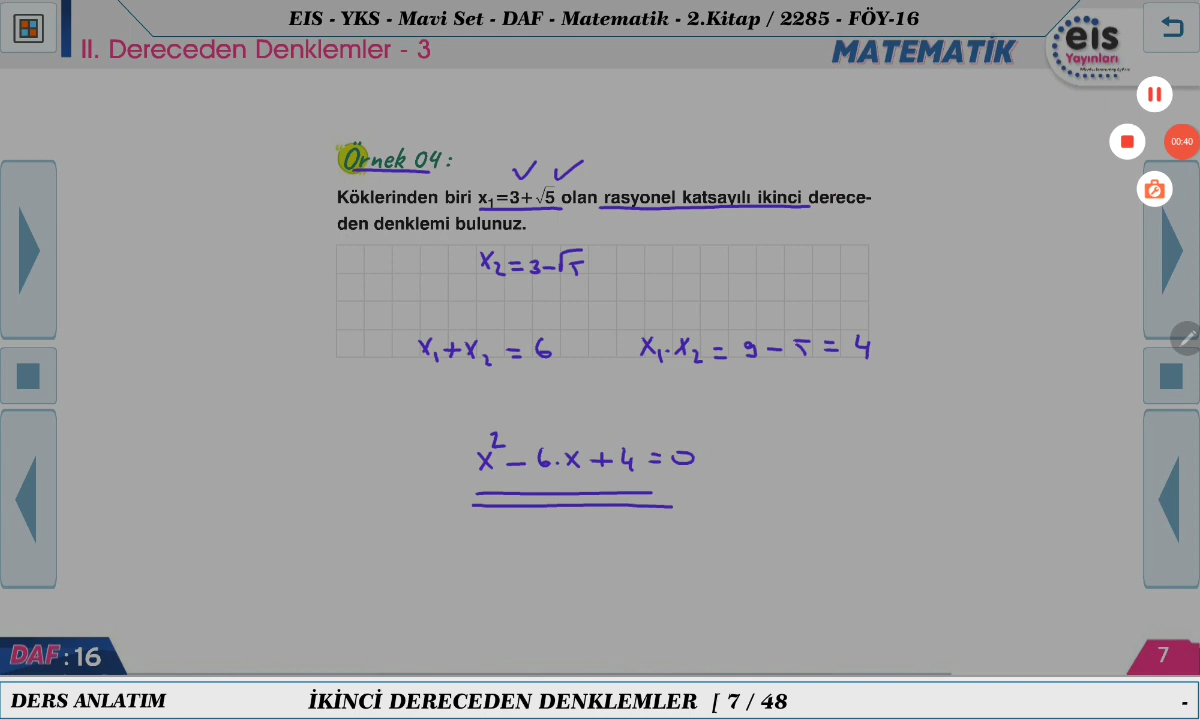 EIS - YKS - Mavi Set - DAF - Matematik - 2.Kitap / 2285 - FÖY-16
II. Dereceden Denklemler - 3
MATEMATİK
eis
Yayınları
00:40
Örnek 04:
Köklerinden biri x₁=3+√5 olan rasyonel katsayılı ikinci derece-
den denklemi bulunuz.
x₂ = 3-√5
x₁+x₂ = 6
x₁.x₂ = 9 - 5 = 4
x² - 6.x + 4 = 0
DAF : 16
7
DERS ANLATIM
İKİNCİ DERECEDEN DENKLEMLER [ 7 / 48
-